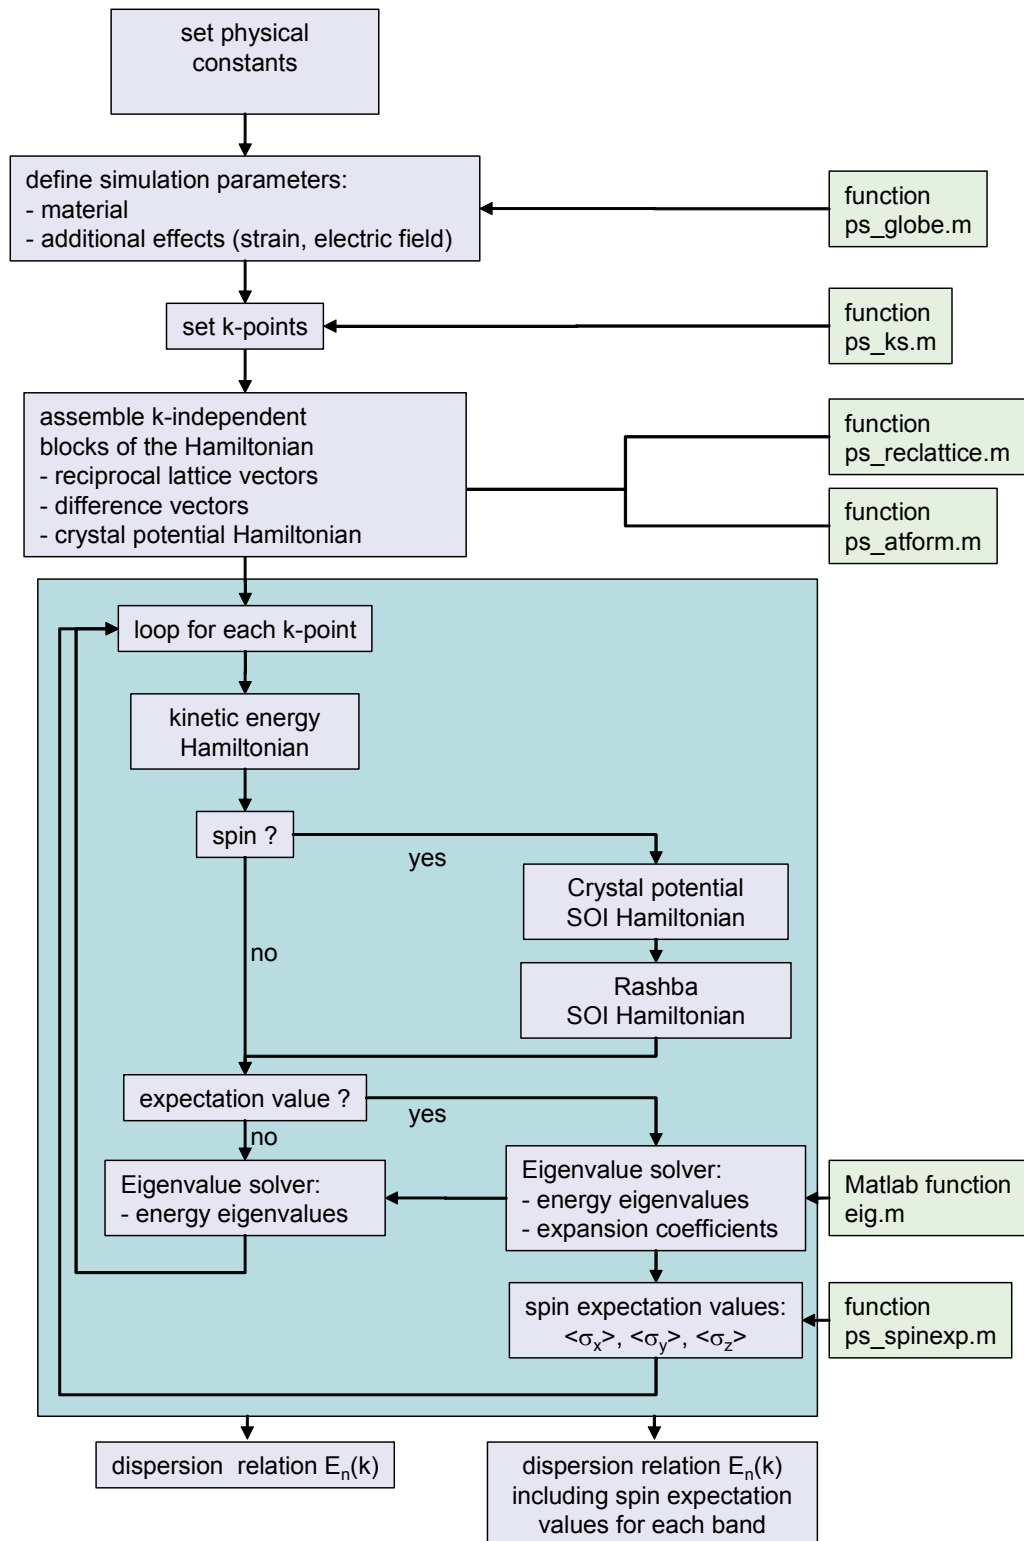 set physical
constants
define simulation parameters:
- material
- additional effects (strain, electric field)
function
ps_globe.m
set k-points
function
ps_ks.m
assemble k-independent
blocks of the Hamiltonian
- reciprocal lattice vectors
- difference vectors
- crystal potential Hamiltonian
function
ps_reclattice.m
function
ps_atform.m
loop for each k-point
kinetic energy
Hamiltonian
spin ?
yes
Crystal potential
SOI Hamiltonian
no
Rashba
SOI Hamiltonian
expectation value ?
yes
no
Eigenvalue solver:
- energy eigenvalues
Eigenvalue solver:
- energy eigenvalues
- expansion coefficients
Matlab function
eig.m
spin expectation values:
<σx>, <σy>, <σz>
function
ps_spinexp.m
dispersion relation En(k)
dispersion relation En(k)
including spin expectation
values for each band